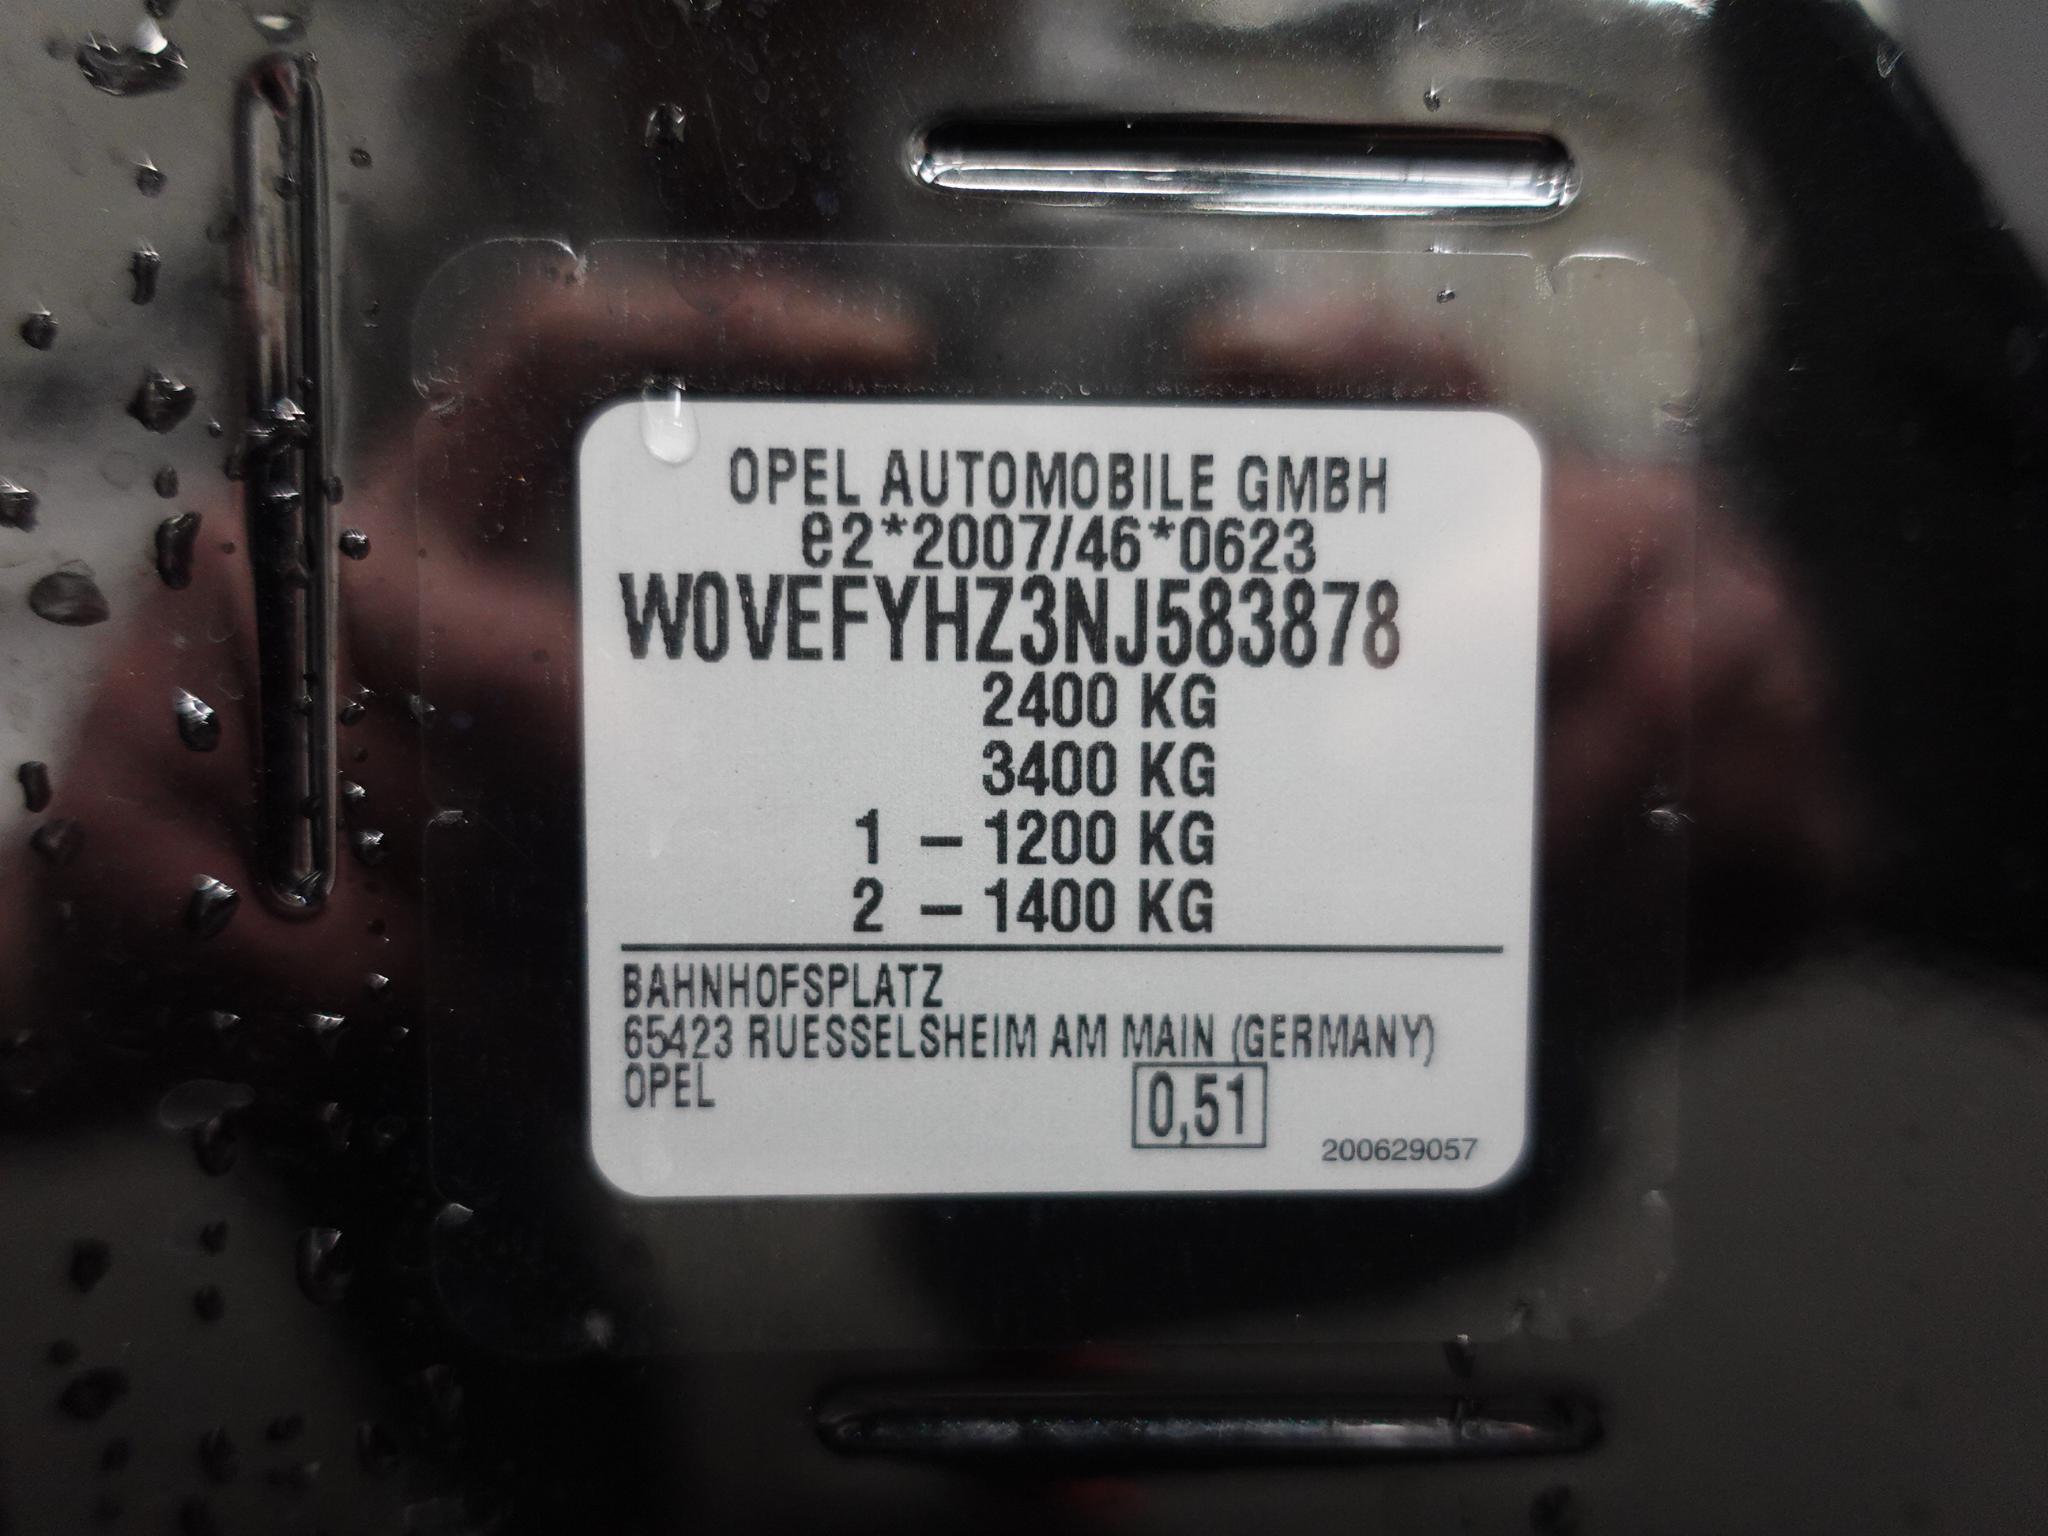 OPEL AUTOMOBILE GMBH
e2*2007/46*0623
W0VEFYHZ3NJ583878
2400 KG
3400 KG
1 – 1200 KG
2 – 1400 KG
BAHNHOFSPLATZ
65423 RUESSELSHEIM AM MAIN (GERMANY)
OPEL
0,51
200629057